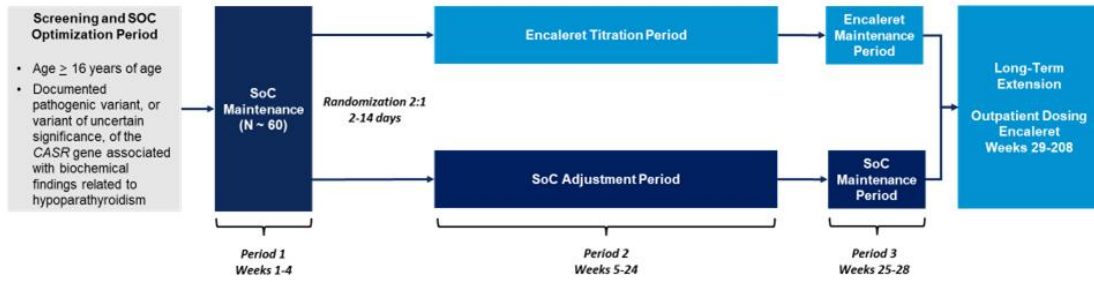 Screening and SOC
Optimization Period
• Age > 16 years of age
• Documented
pathogenic variant, or
variant of uncertain
significance, of the
CASR gene associated
with biochemical
findings related to
hypoparathyroidism
SoC
Maintenance
(N ~ 60)
Randomization 2:1
2-14 days
Encaleret Titration Period
SoC Adjustment Period
Encaleret
Maintenance
Period
SoC
Maintenance
Period
Long-Term
Extension
Outpatient Dosing
Encaleret
Weeks 29-208
Period 1
Weeks 1-4
Period 2
Weeks 5-24
Period 3
Weeks 25-28